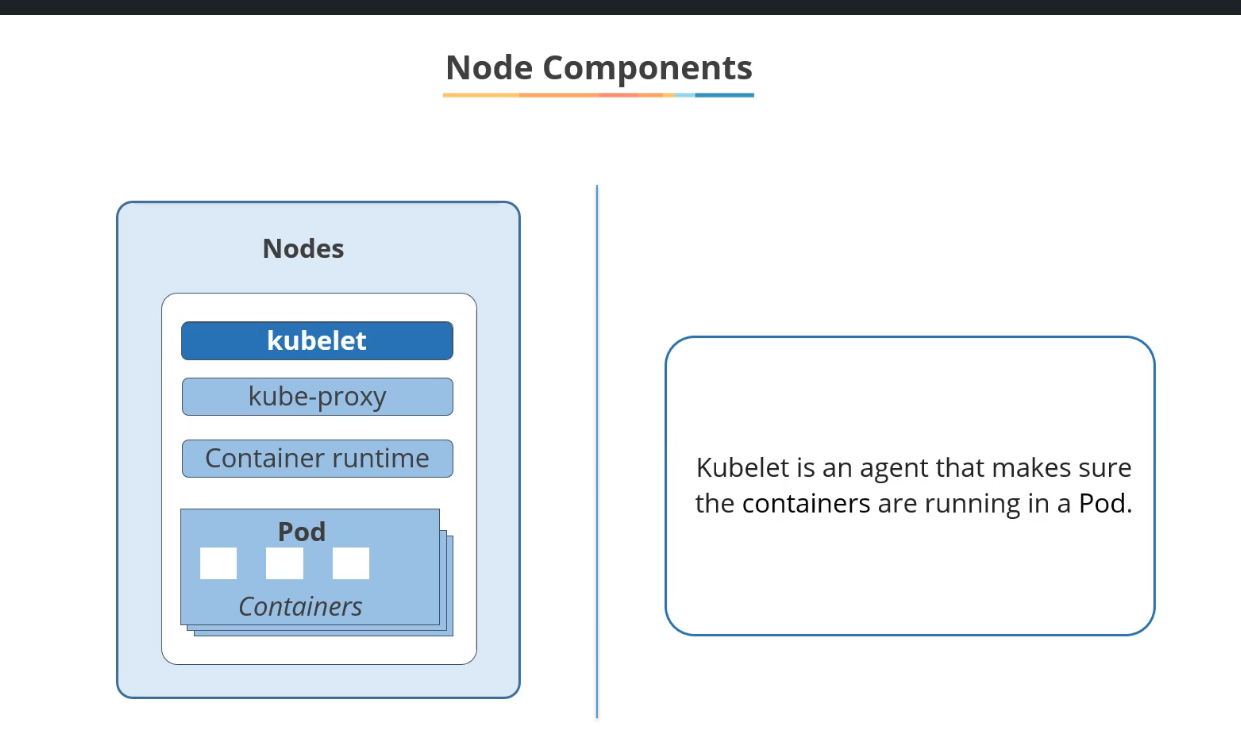 Node Components
Nodes
kubelet
kube-proxy
Container runtime
Pod
Containers
Kubelet is an agent that makes sure
the containers are running in a Pod.